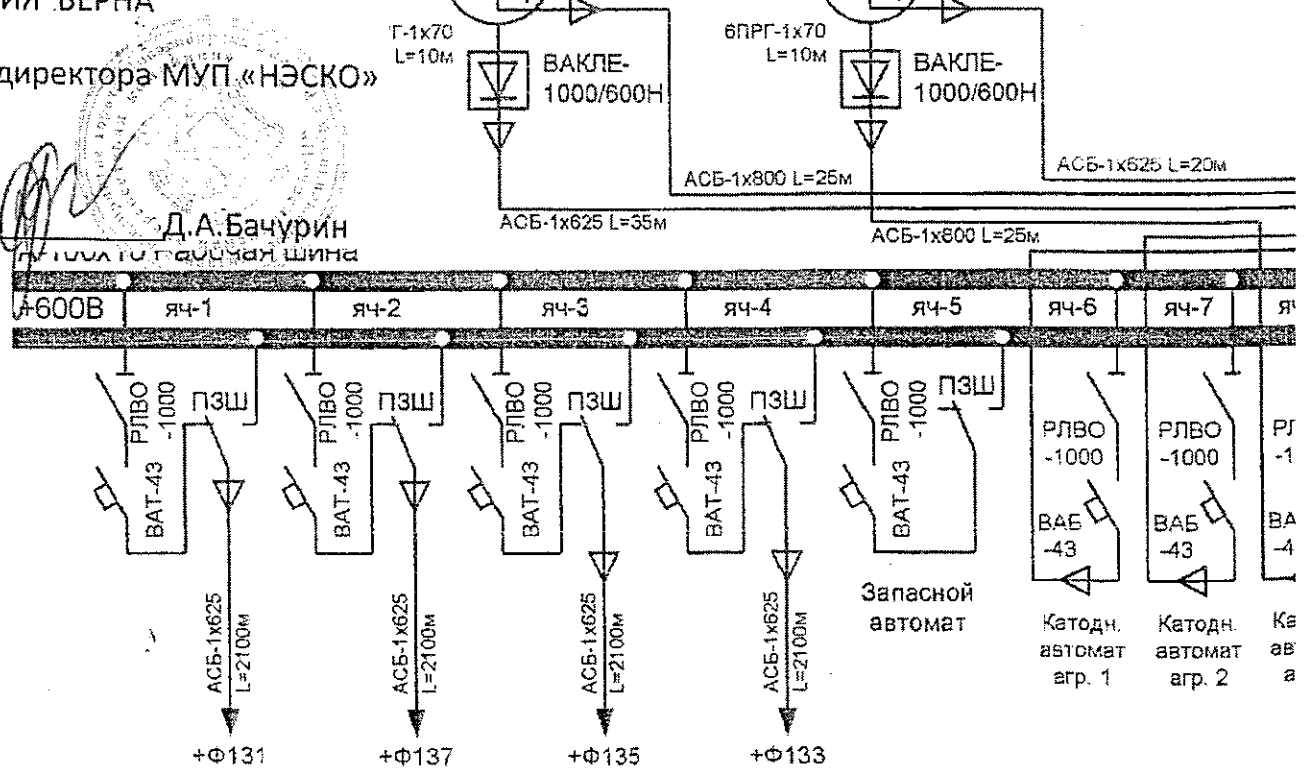 ВЕРНА
директора МУП «НЭСКО»
Д.А.Бачурин
Г-1х70
L=10м
ВАКЛЕ-
1000/600Н
6ПРГ-1х70
L=10м
ВАКЛЕ-
1000/600Н
АСБ-1х800 L=25м
АСБ-1х625 L=20м
АСБ-1х625 L=35м
АСБ-1х800 L=25м
Рабочая шина
+600В
яч-1
яч-2
яч-3
яч-4
яч-5
яч-6
яч-7
РЛВО
-1000
ПЗШ
ВАТ-43
РЛВО
-1000
ПЗШ
ВАТ-43
РЛВО
-1000
ПЗШ
ВАТ-43
РЛВО
-1000
ПЗШ
ВАТ-43
РЛВО
-1000
ПЗШ
ВАТ-43
РЛВО
-1000
РЛВО
-1000
ВАБ
-43
ВАБ
-43
Запасной
автомат
Катодн.
автомат
агр. 1
Катодн.
автомат
агр. 2
АСБ-1х625
L=2100м
АСБ-1х625
L=2100м
АСБ-1х625
L=2100м
АСБ-1х625
L=2100м
+Ф131
+Ф137
+Ф135
+Ф133